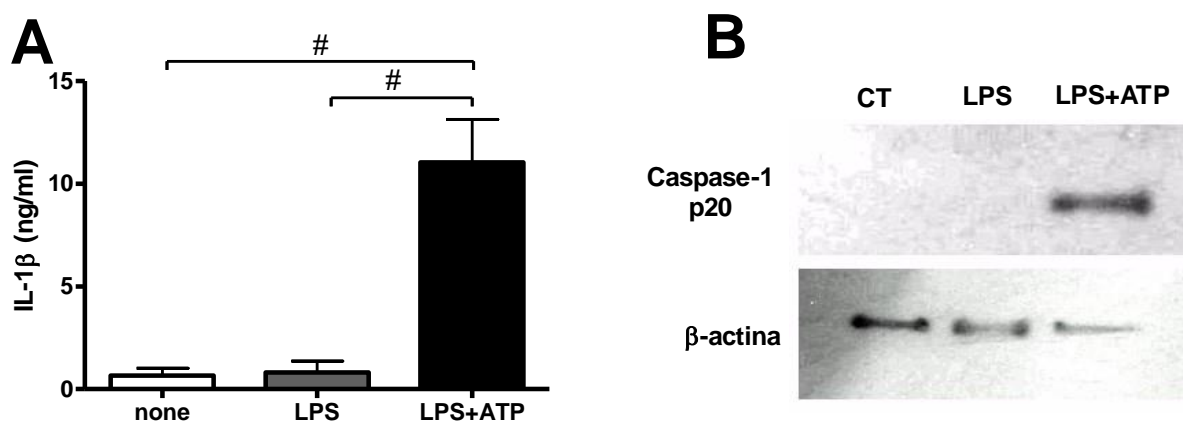 A
#
#
15
10
5
0
IL-1β (ng/ml)
none LPS LPS+ATP
B
CT LPS LPS+ATP
Caspase-1
p20
β-actina